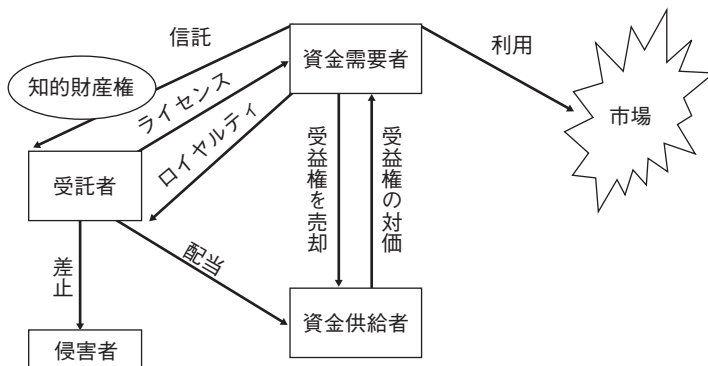 信託
資金需要者
利用
知的財産権
ライセンス
ロイヤルティ
市場
受託者
受益権を売却
受益権の対価
差止
配当
資金供給者
侵害者